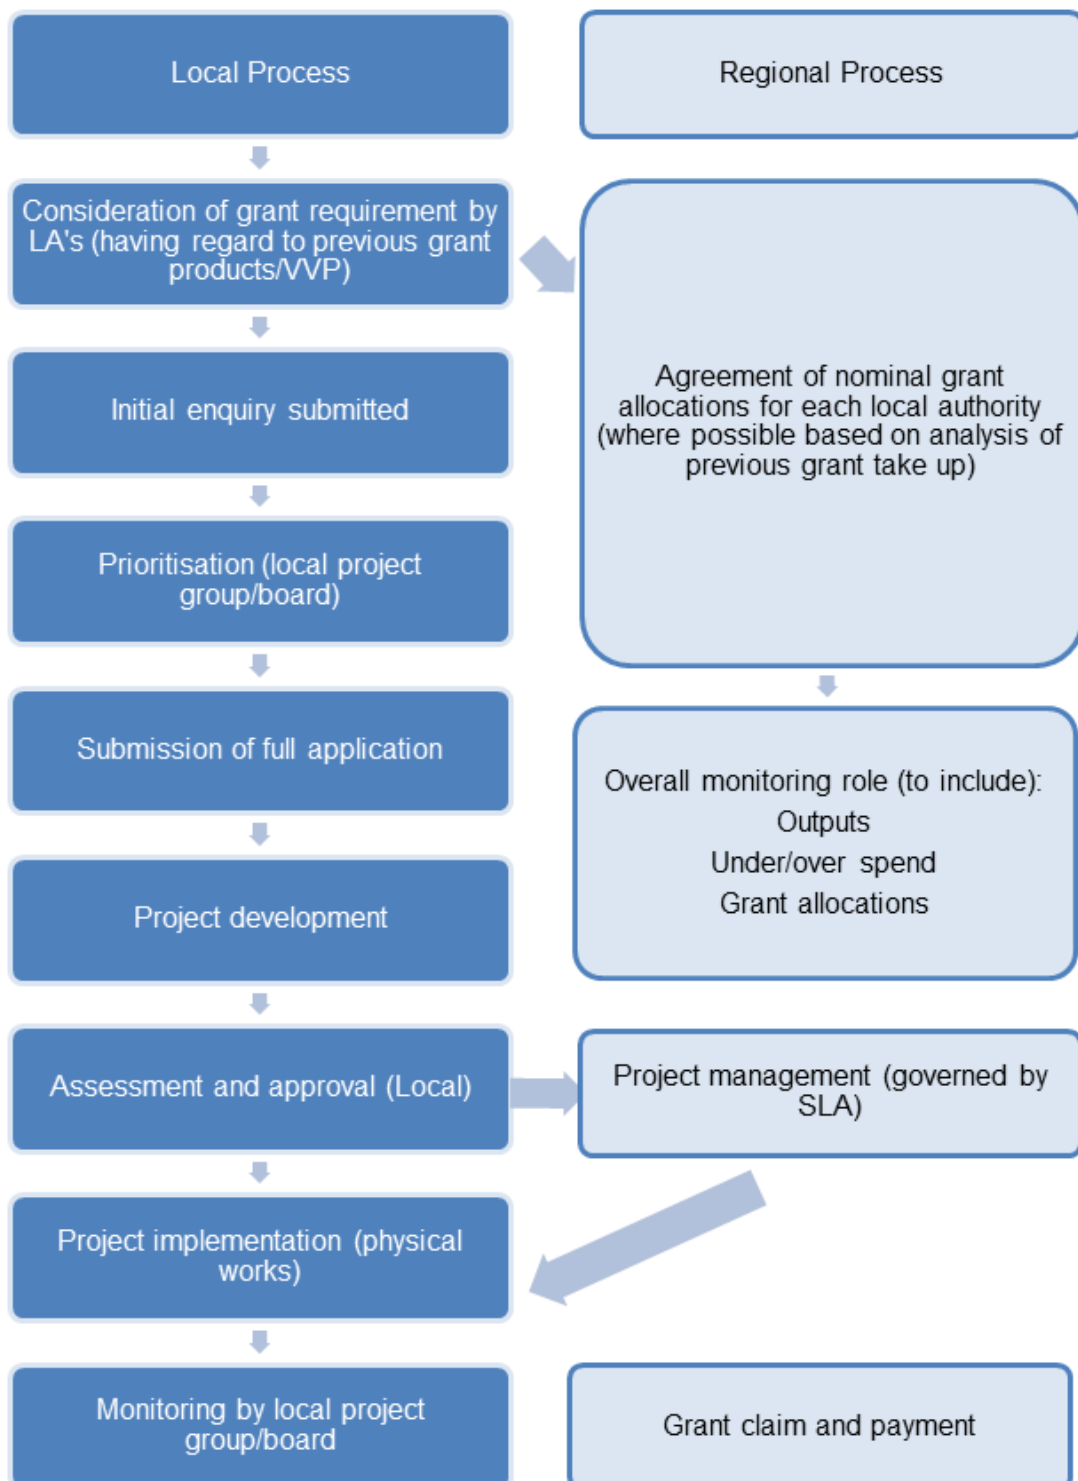 Local Process
Regional Process
Consideration of grant requirement by
LA's (having regard to previous grant
products/VVP)
Initial enquiry submitted
Agreement of nominal grant
allocations for each local authority
(where possible based on analysis of
previous grant take up)
Prioritisation (local project
group/board)
Submission of full application
Overall monitoring role (to include):
Outputs
Under/over spend
Grant allocations
Project development
Assessment and approval (Local)
Project management (governed by
SLA)
Project implementation (physical
works)
Monitoring by local project
group/board
Grant claim and payment